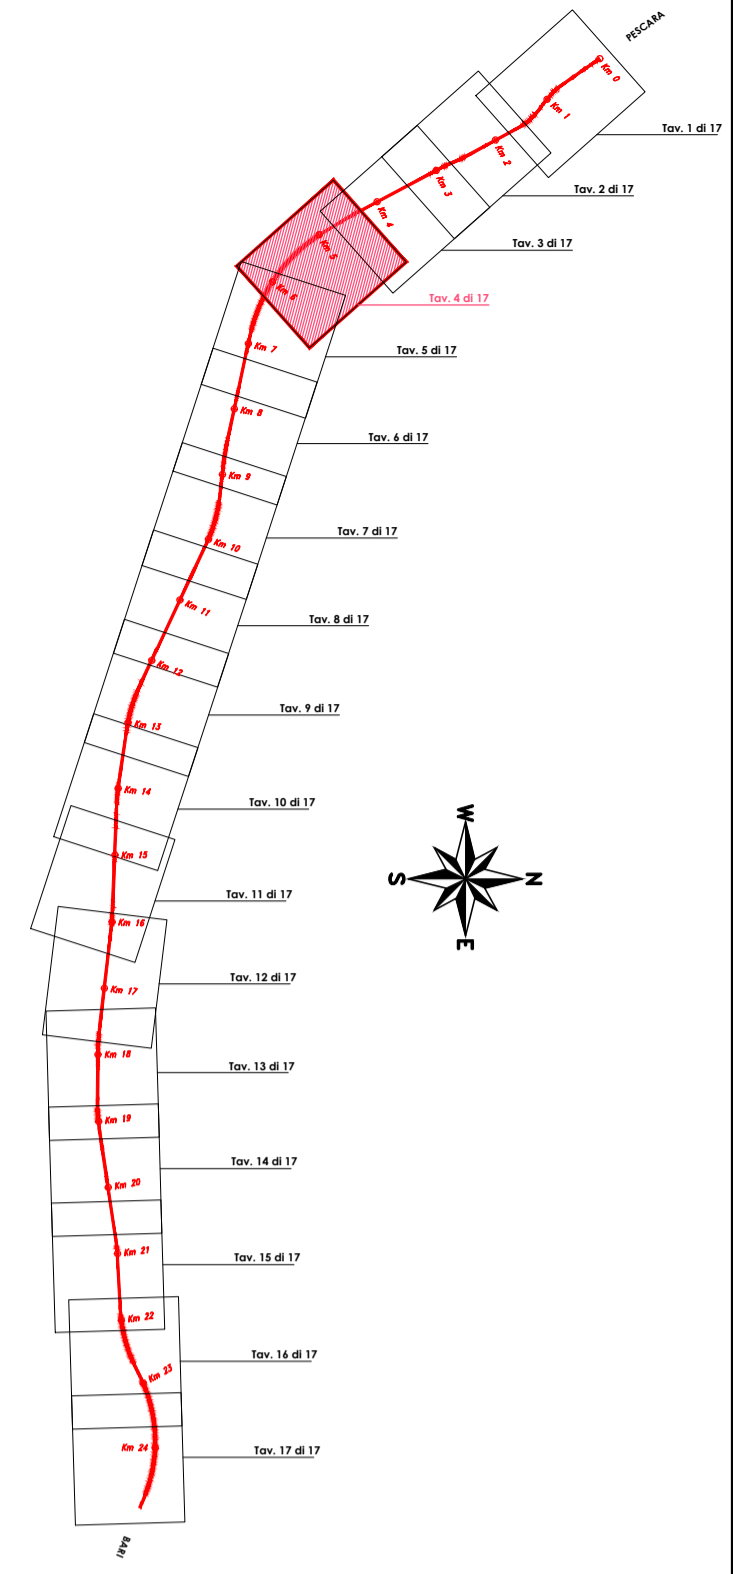 PESCARA
Km 0
Km 1
Tav. 1 di 17
Km 2
Km 3
Tav. 2 di 17
Km 4
Tav. 3 di 17
Km 5
Km 6
Tav. 4 di 17
Km 7
Tav. 5 di 17
Km 8
Tav. 6 di 17
Km 9
Tav. 7 di 17
Km 10
Km 11
Tav. 8 di 17
Km 12
Tav. 9 di 17
Km 13
Km 14
Tav. 10 di 17
W
Km 15
S
N
Tav. 11 di 17
Km 16
E
Tav. 12 di 17
Km 17
Km 18
Tav. 13 di 17
Km 19
Tav. 14 di 17
Km 20
Km 21
Tav. 15 di 17
Km 22
Tav. 16 di 17
Km 23
Km 24
Tav. 17 di 17
BARI